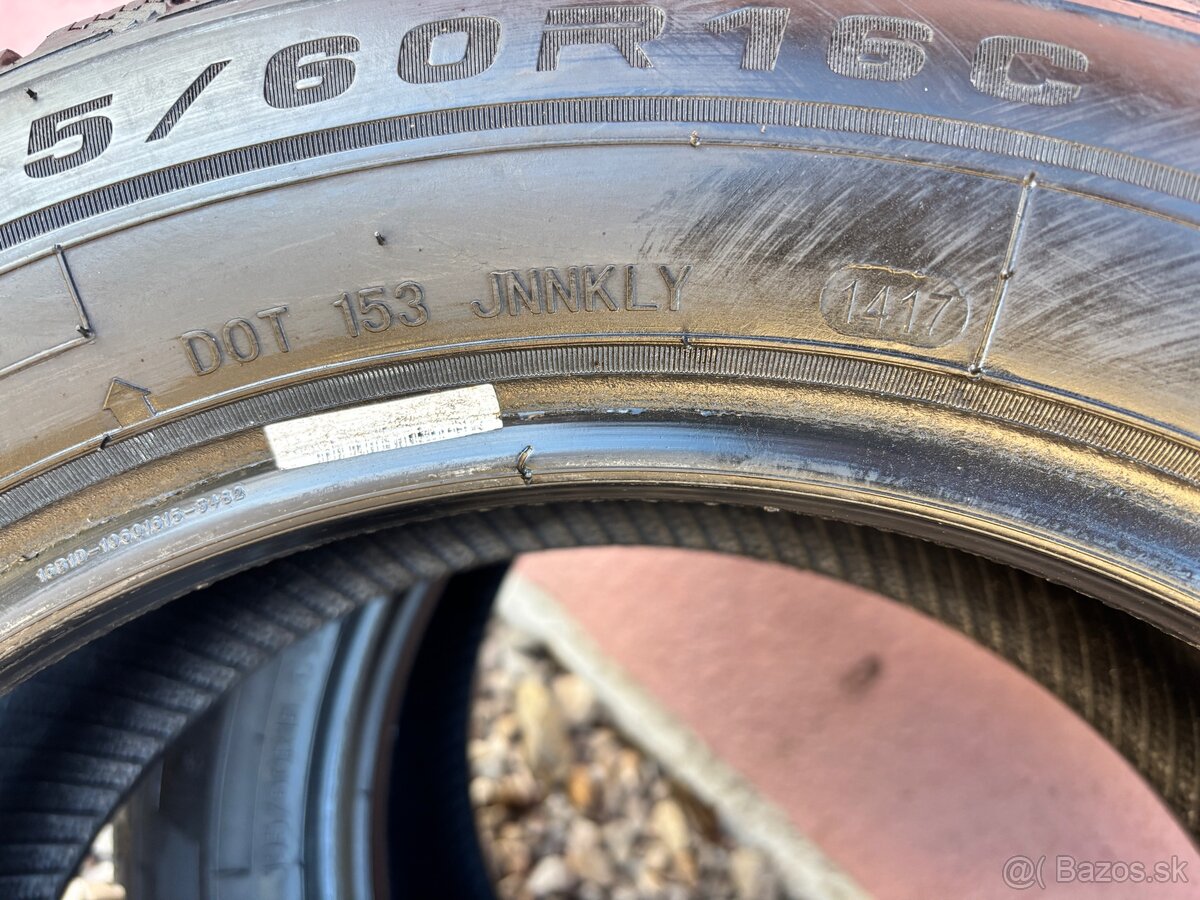 5/60R16C
DOT 153 JNNKLY 1417
@( Bazos.sk